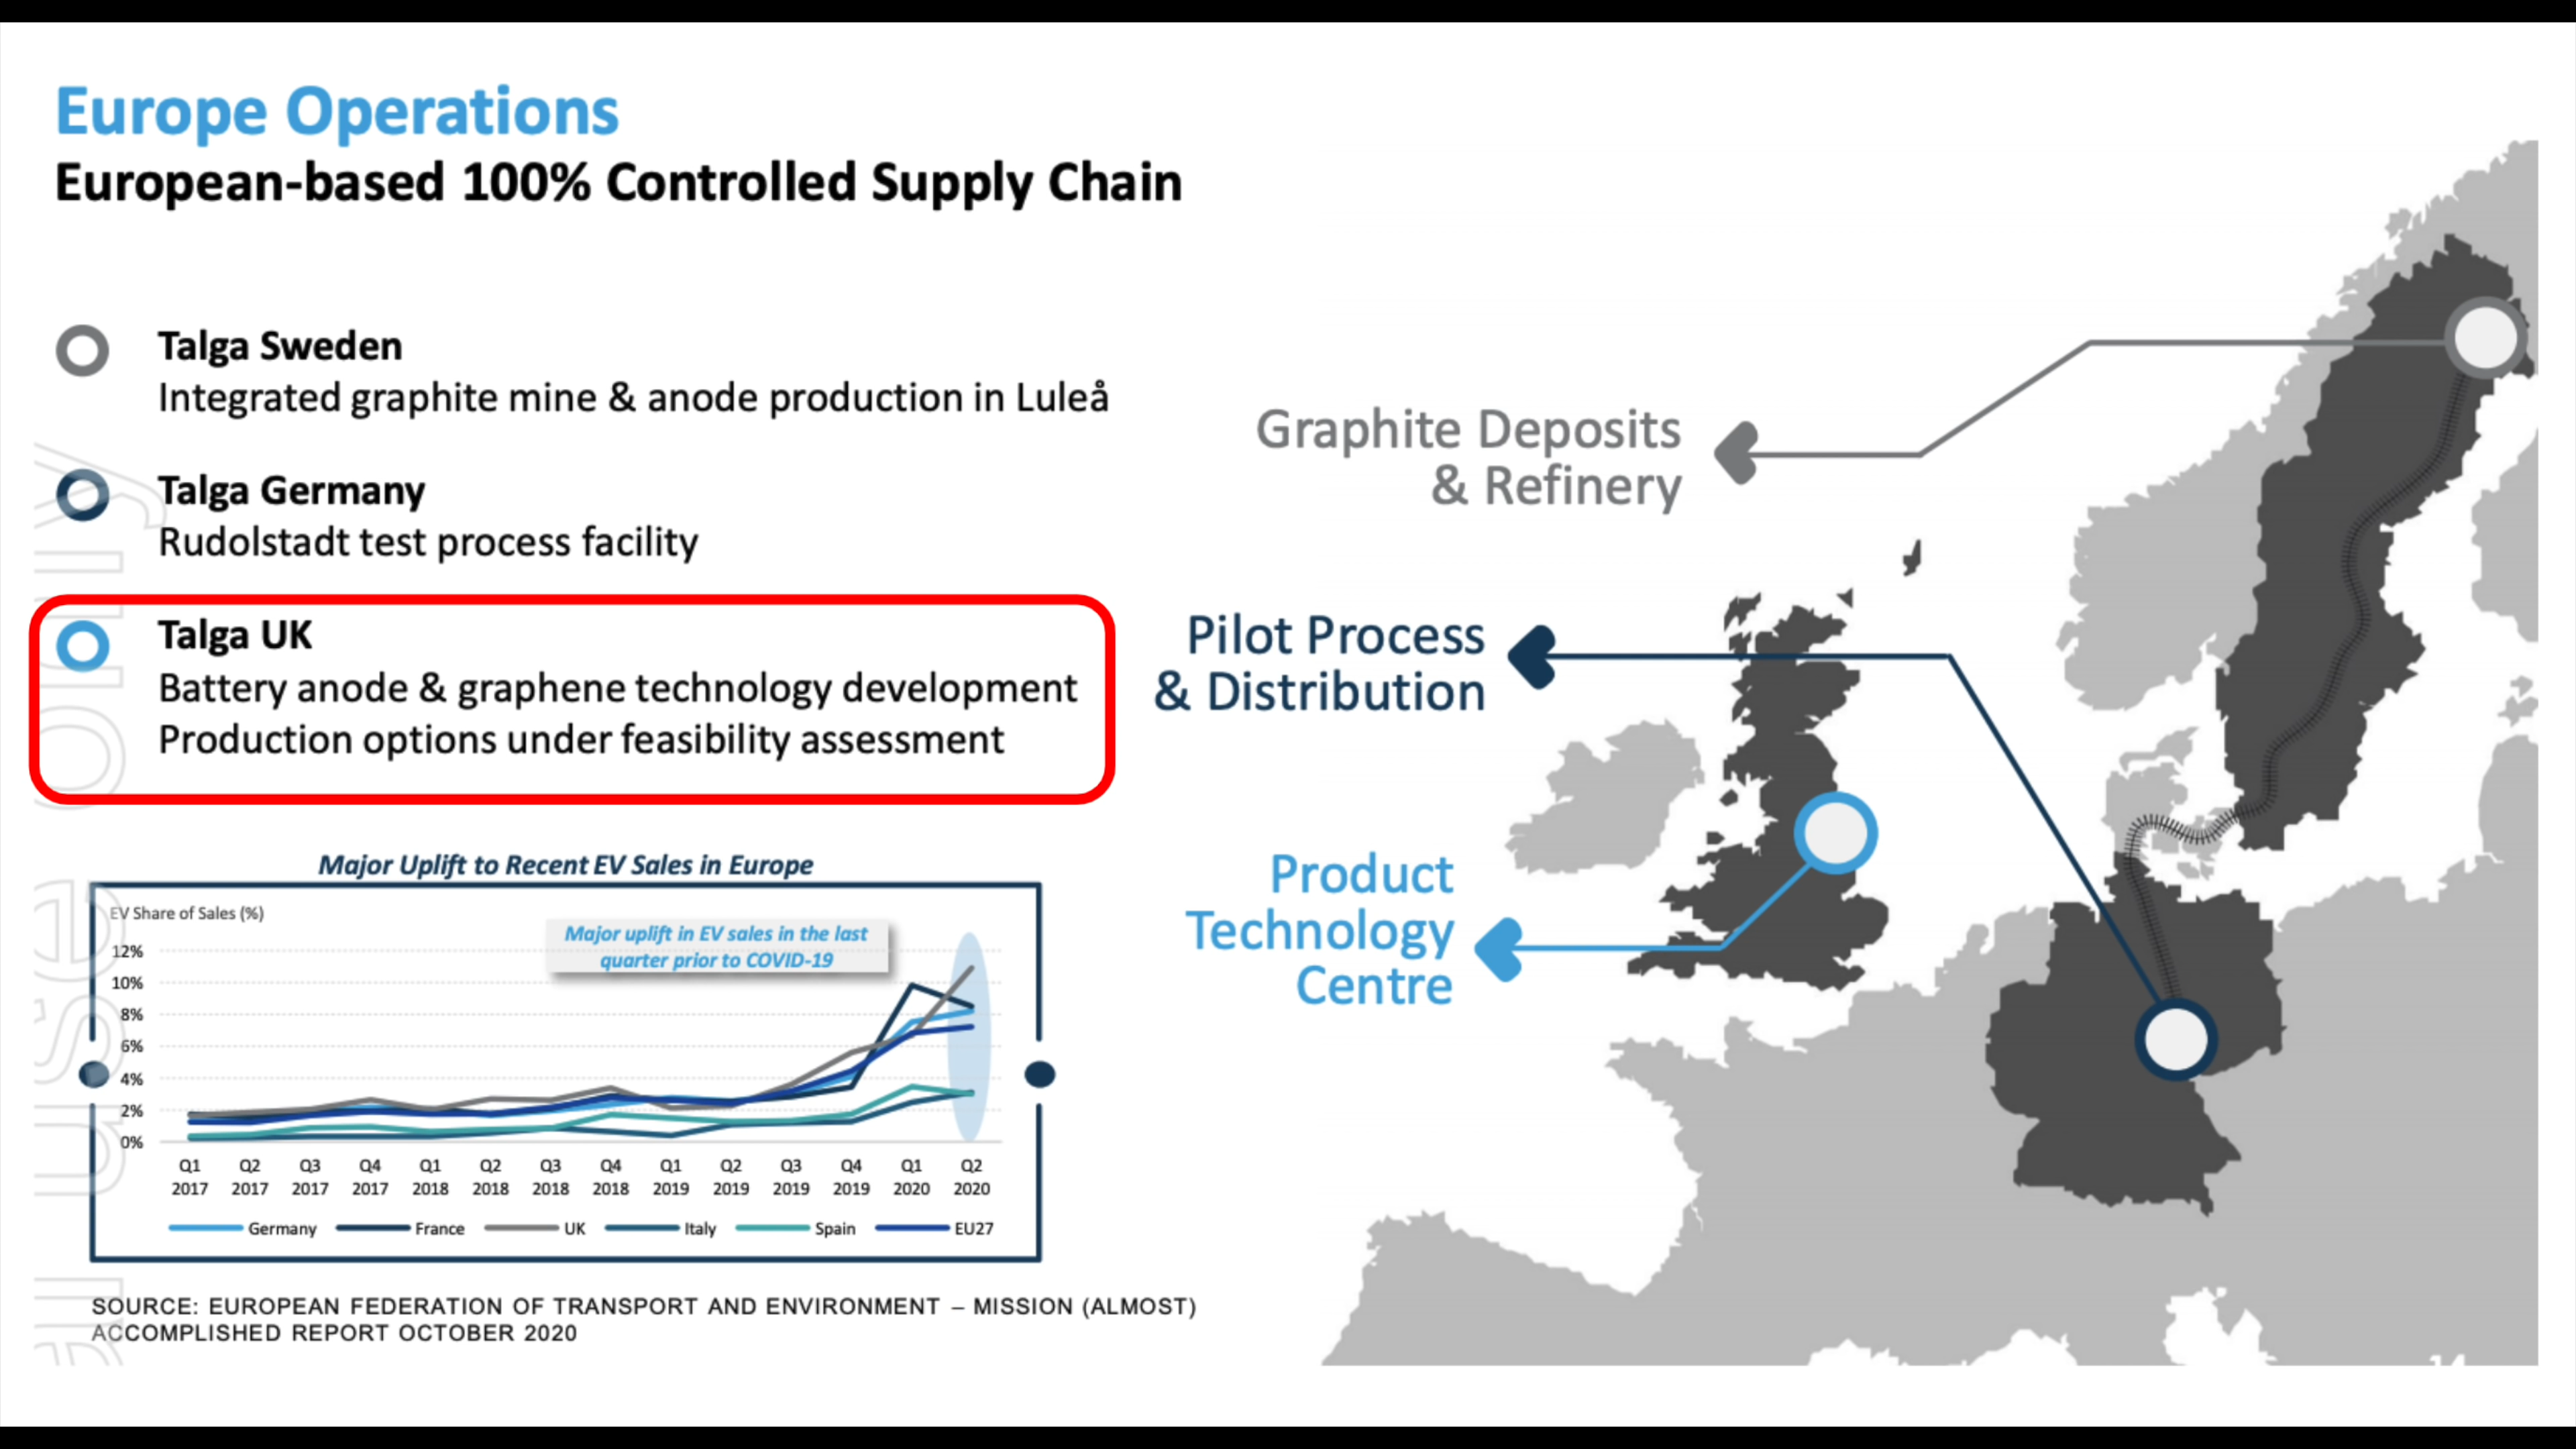 Europe Operations
European-based 100% Controlled Supply Chain
Talga Sweden
Integrated graphite mine & anode production in Luleå
Talga Germany
Rudolstadt test process facility
Talga UK
Battery anode & graphene technology development
Production options under feasibility assessment
Graphite Deposits
& Refinery
Pilot Process
& Distribution
Product
Technology
Centre
Major Uplift to Recent EV Sales in Europe
EV Share of Sales (%)
Major uplift in EV sales in the last
quarter prior to COVID-19
12%
10%
8%
6%
4%
2%
0%
Q1 Q2 Q3 Q4 Q1 Q2 Q3 Q4 Q1 Q2 Q3 Q4 Q1 Q2
2017 2017 2017 2017 2018 2018 2018 2018 2019 2019 2019 2019 2020 2020
Germany France UK Italy Spain EU27
SOURCE: EUROPEAN FEDERATION OF TRANSPORT AND ENVIRONMENT – MISSION (ALMOST)
ACCOMPLISHED REPORT OCTOBER 2020
use only